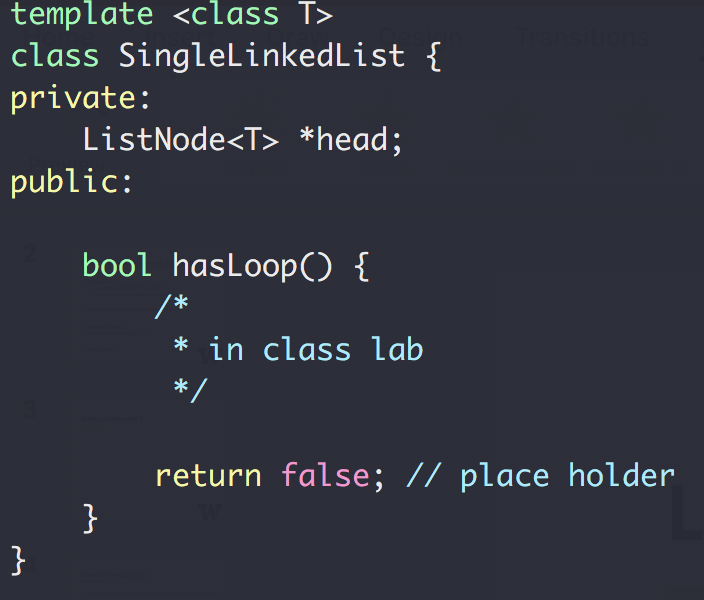 template <class T>
class SingleLinkedList {
private:
    ListNode<T> *head;
public:

    bool hasLoop() {
        /*
         * in class lab
         */

        return false; // place holder
    }
}